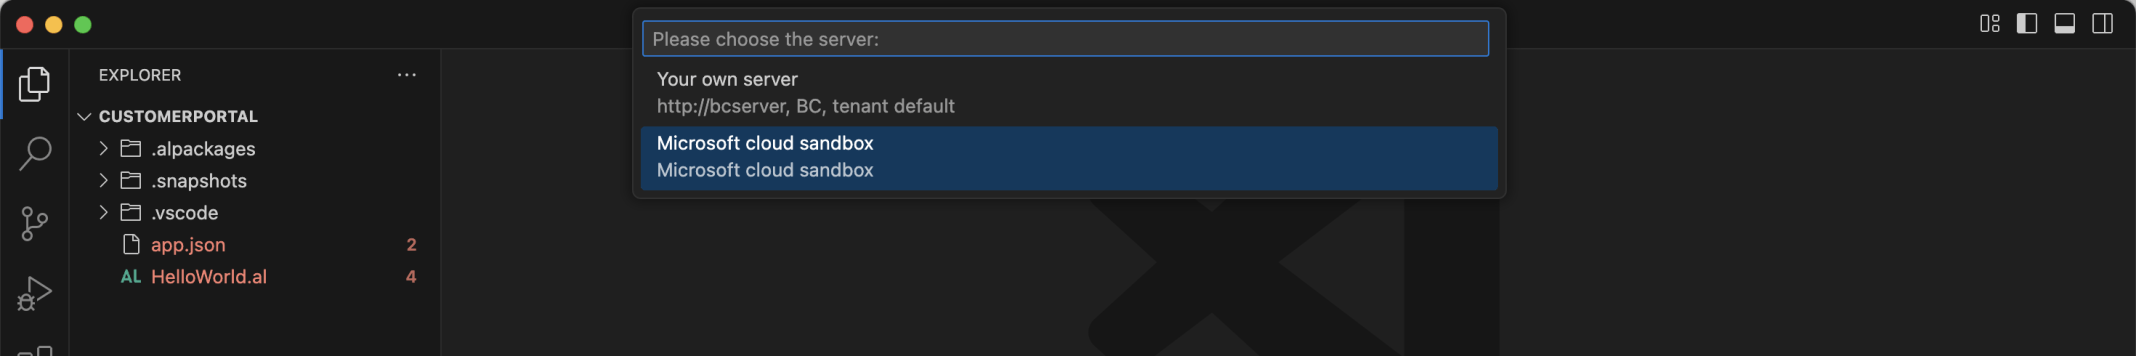 Please choose the server:
Your own server
http://bcserver, BC, tenant default
Microsoft cloud sandbox
Microsoft cloud sandbox
EXPLORER
CUSTOMERPORTAL
.alpackages
.snapshots
.vscode
app.json 2
AL HelloWorld.al 4